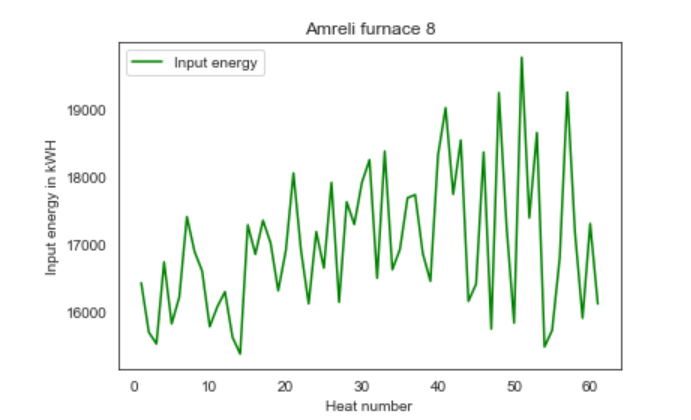 Amreli furnace 8
Input energy
Input energy in kWH
19000
18000
17000
16000
0 10 20 30 40 50 60
Heat number